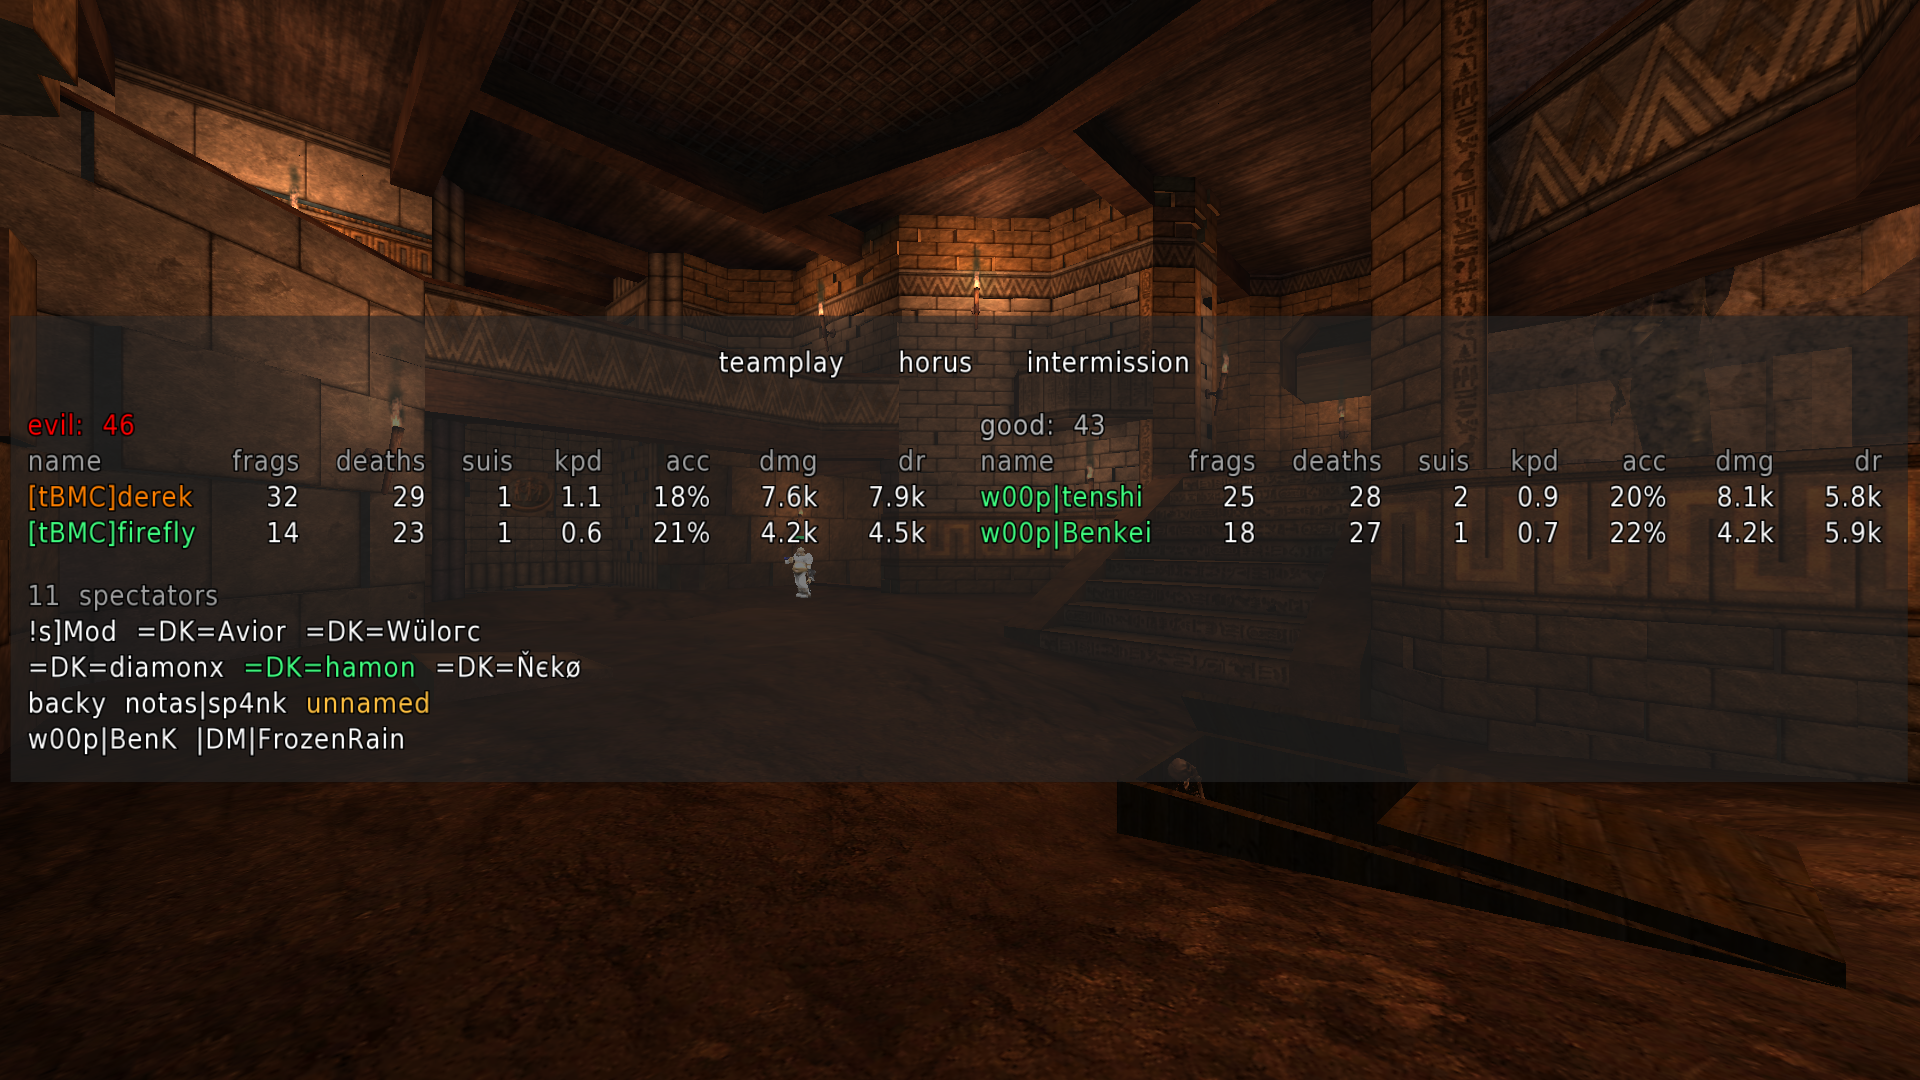 teamplay horus intermission
evil: 46
name frags deaths suis kpd acc dmg dr
[tBMC]derek 32 29 1 1.1 18% 7.6k 7.9k
[tBMC]firefly 14 23 1 0.6 21% 4.2k 4.5k
good: 43
name frags deaths suis kpd acc dmg dr
w00p|tenshi 25 28 2 0.9 20% 8.1k 5.8k
w00p|Benkei 18 27 1 0.7 22% 4.2k 5.9k
11 spectators
!s]Mod =DK=Avior =DK=Wülorc
=DK=diamonx =DK=hamon =DK=Ňєkø
backy notas|sp4nk unnamed
w00p|BenK |DM|FrozenRain